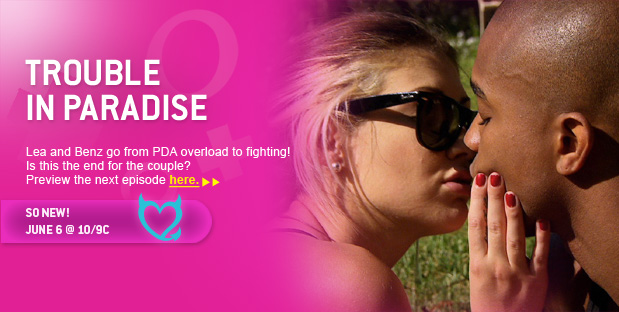 TROUBLE
IN PARADISE
Lea and Benz go from PDA overload to fighting!
Is this the end for the couple?
Preview the next episode here.
SO NEW!
JUNE 6 @ 10/9C